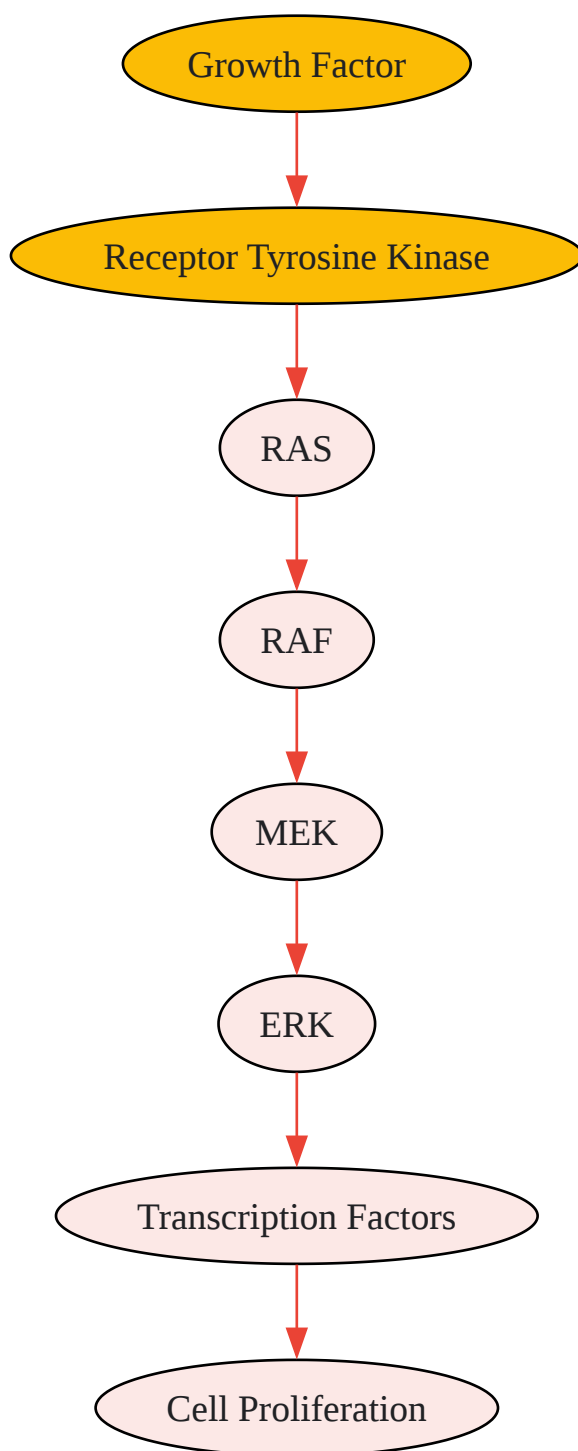 Growth Factor
Receptor Tyrosine Kinase
RAS
RAF
MEK
ERK
Transcription Factors
Cell Proliferation